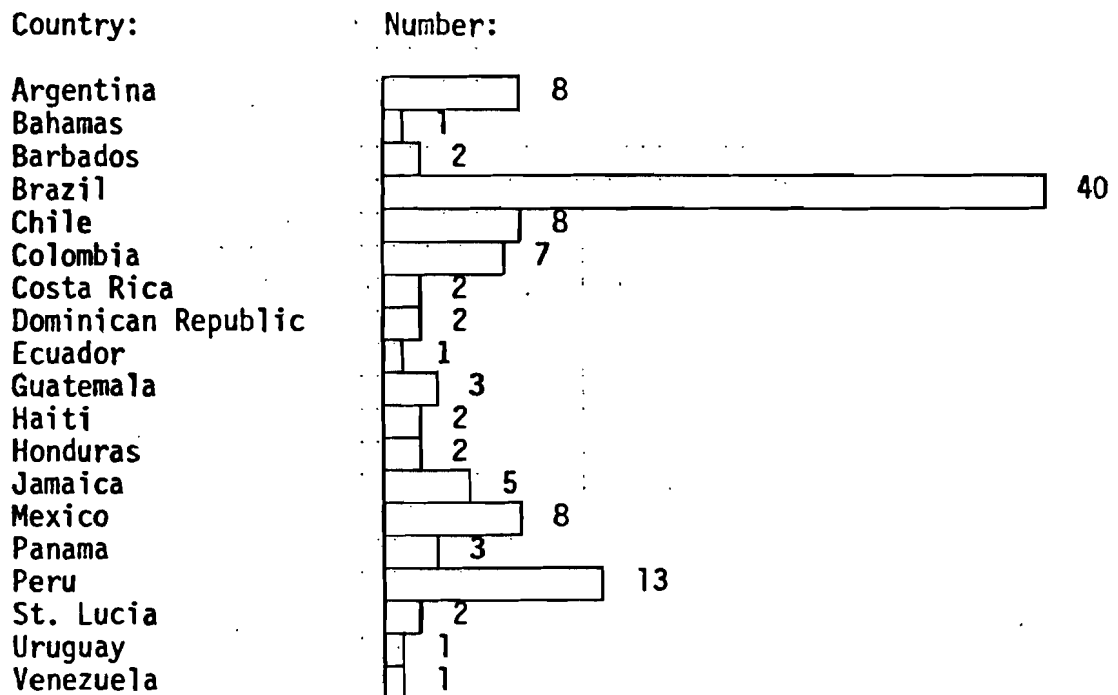 Country: Number:
Argentina 8
Bahamas 1
Barbados 2
Brazil 40
Chile 8
Colombia 7
Costa Rica 2
Dominican Republic 2
Ecuador 1
Guatemala 3
Haiti 2
Honduras 2
Jamaica 5
Mexico 8
Panama 3
Peru 13
St. Lucia 2
Uruguay 1
Venezuela 1